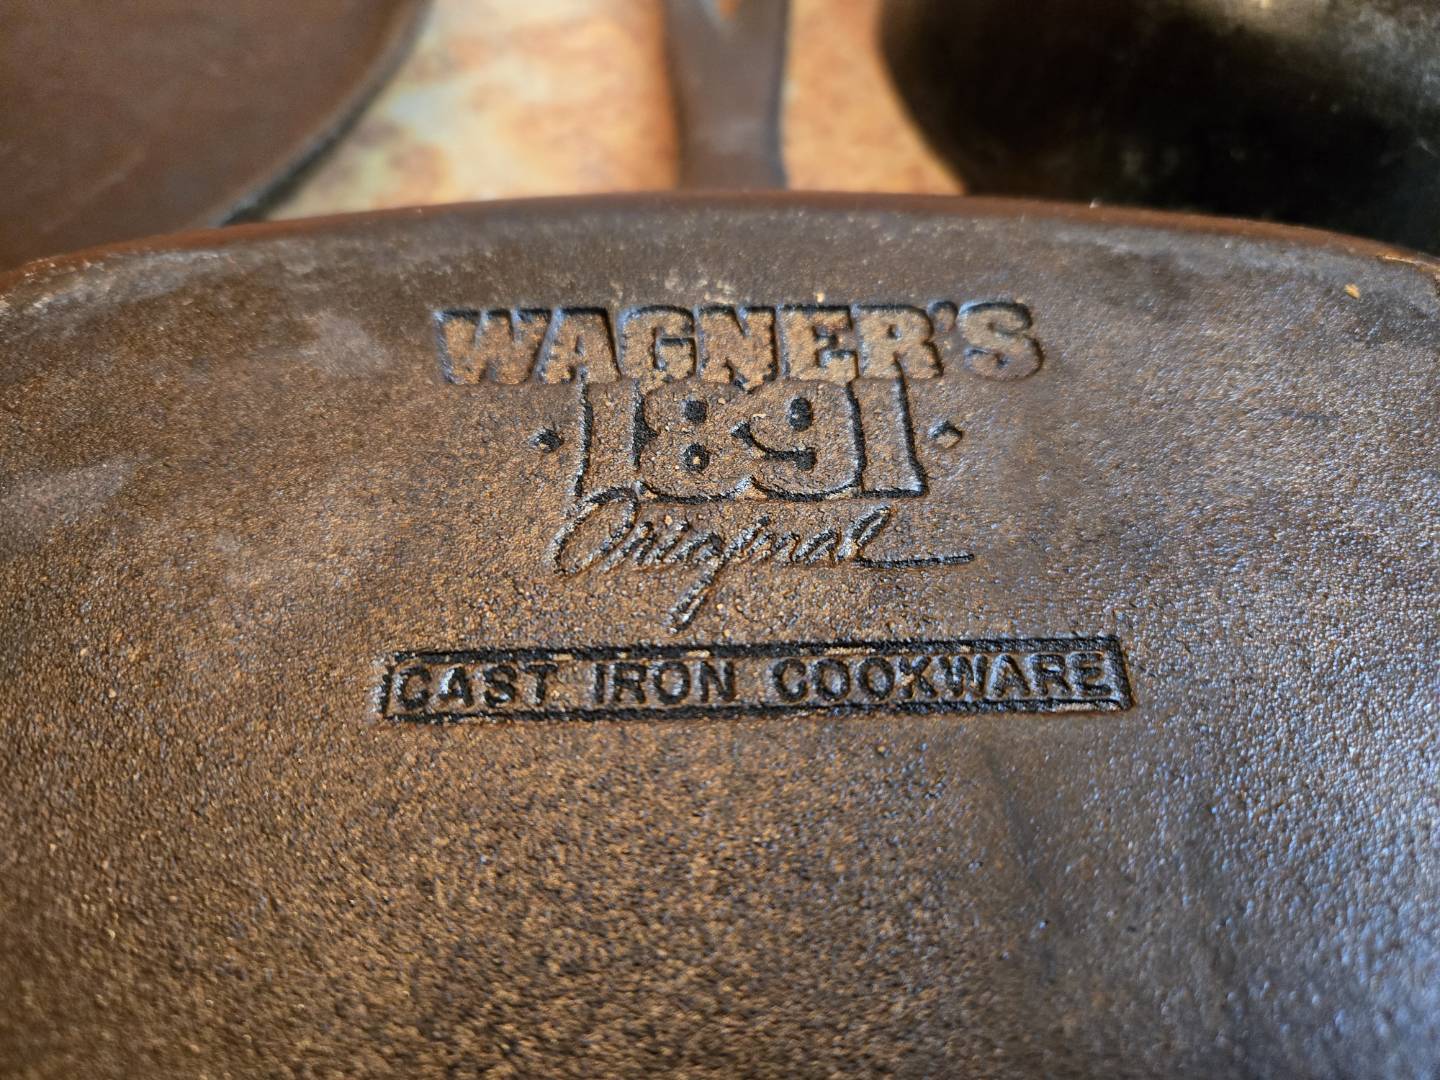 WAGNER'S
·1891·
Original
CAST IRON COOKWARE